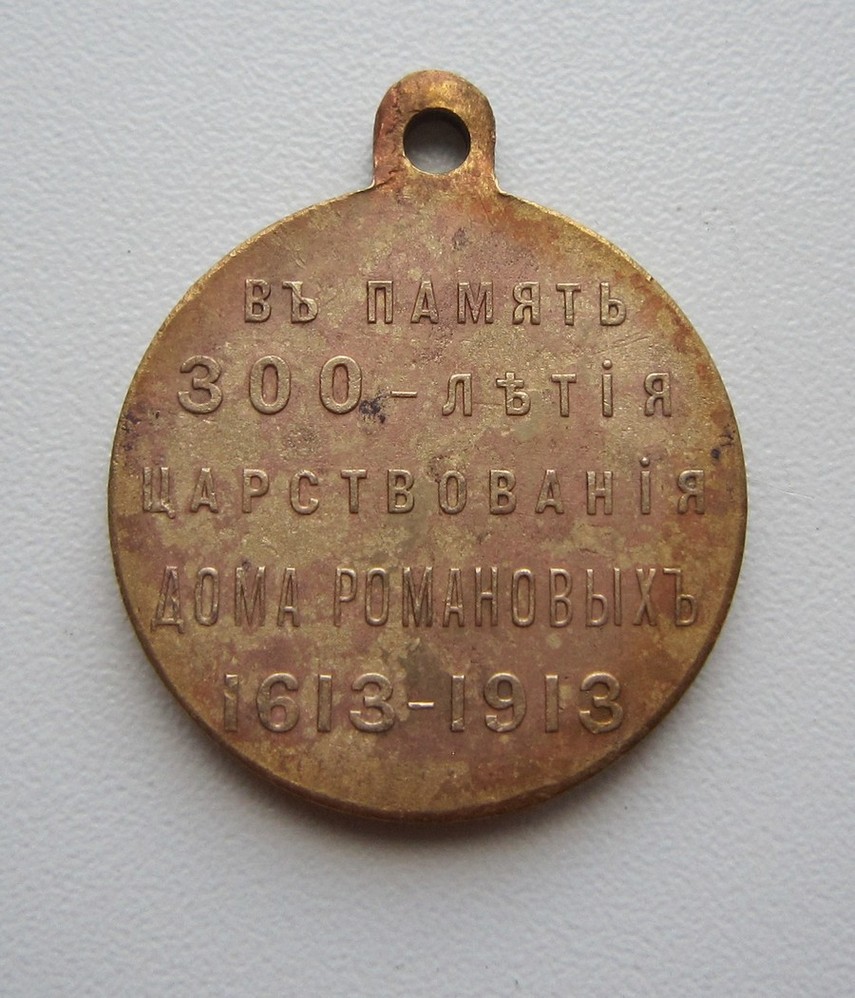 ВЪ ПАМЯТЬ
300-ЛѢТІЯ
ЦАРСТВОВАНІЯ
ДОМА РОМАНОВЫХЪ
1613-1913